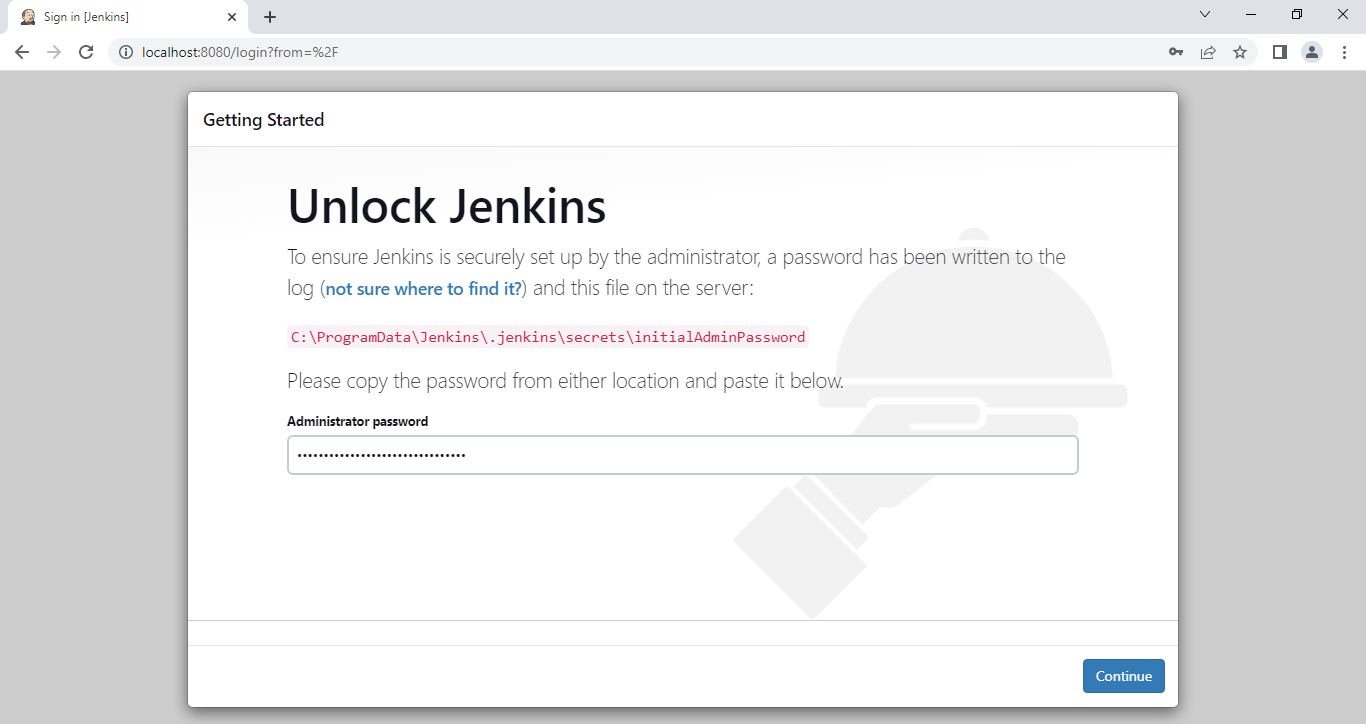 Sign in [Jenkins]
localhost:8080/login?from=%2F
Getting Started
Unlock Jenkins
To ensure Jenkins is securely set up by the administrator, a password has been written to the
log (not sure where to find it?) and this file on the server:
C:\ProgramData\Jenkins\.jenkins\secrets\initialAdminPassword
Please copy the password from either location and paste it below.
Administrator password
••••••••••••••••••••••••••••••••
Continue